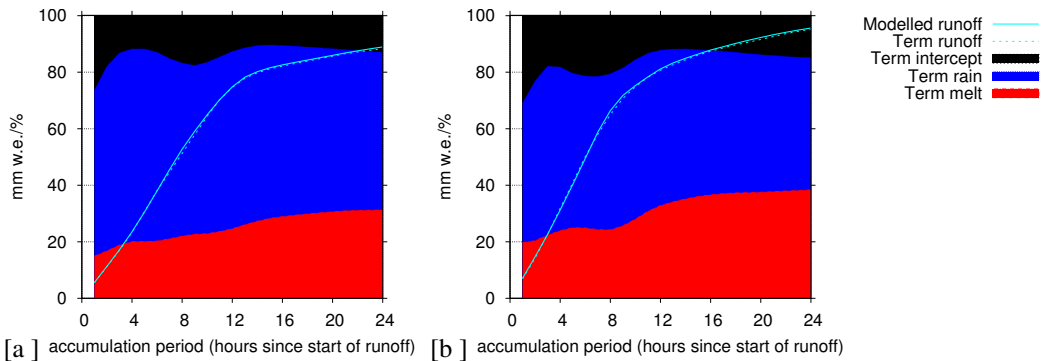 100
80
60
40
20
0
mm w.e./%
0 4 8 12 16 20 24
[a ] accumulation period (hours since start of runoff)
100
80
60
40
20
0
mm w.e./%
0 4 8 12 16 20 24
[b ] accumulation period (hours since start of runoff)
Modelled runoff
Term runoff
Term intercept
Term rain
Term melt